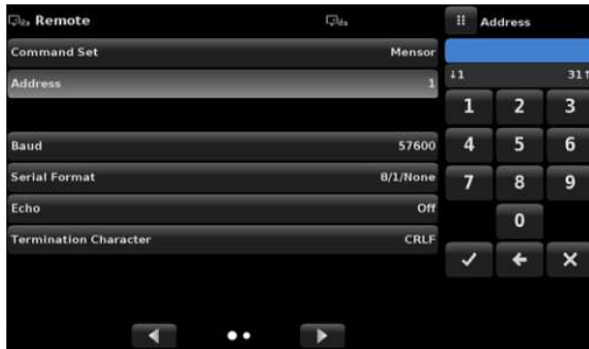 Remote
Command Set Mensor
Address 1
Baud 57600
Serial Format 8/1/None
Echo Off
Termination Character CRLF
Address
↓1 31↑
1 2 3
4 5 6
7 8 9
0